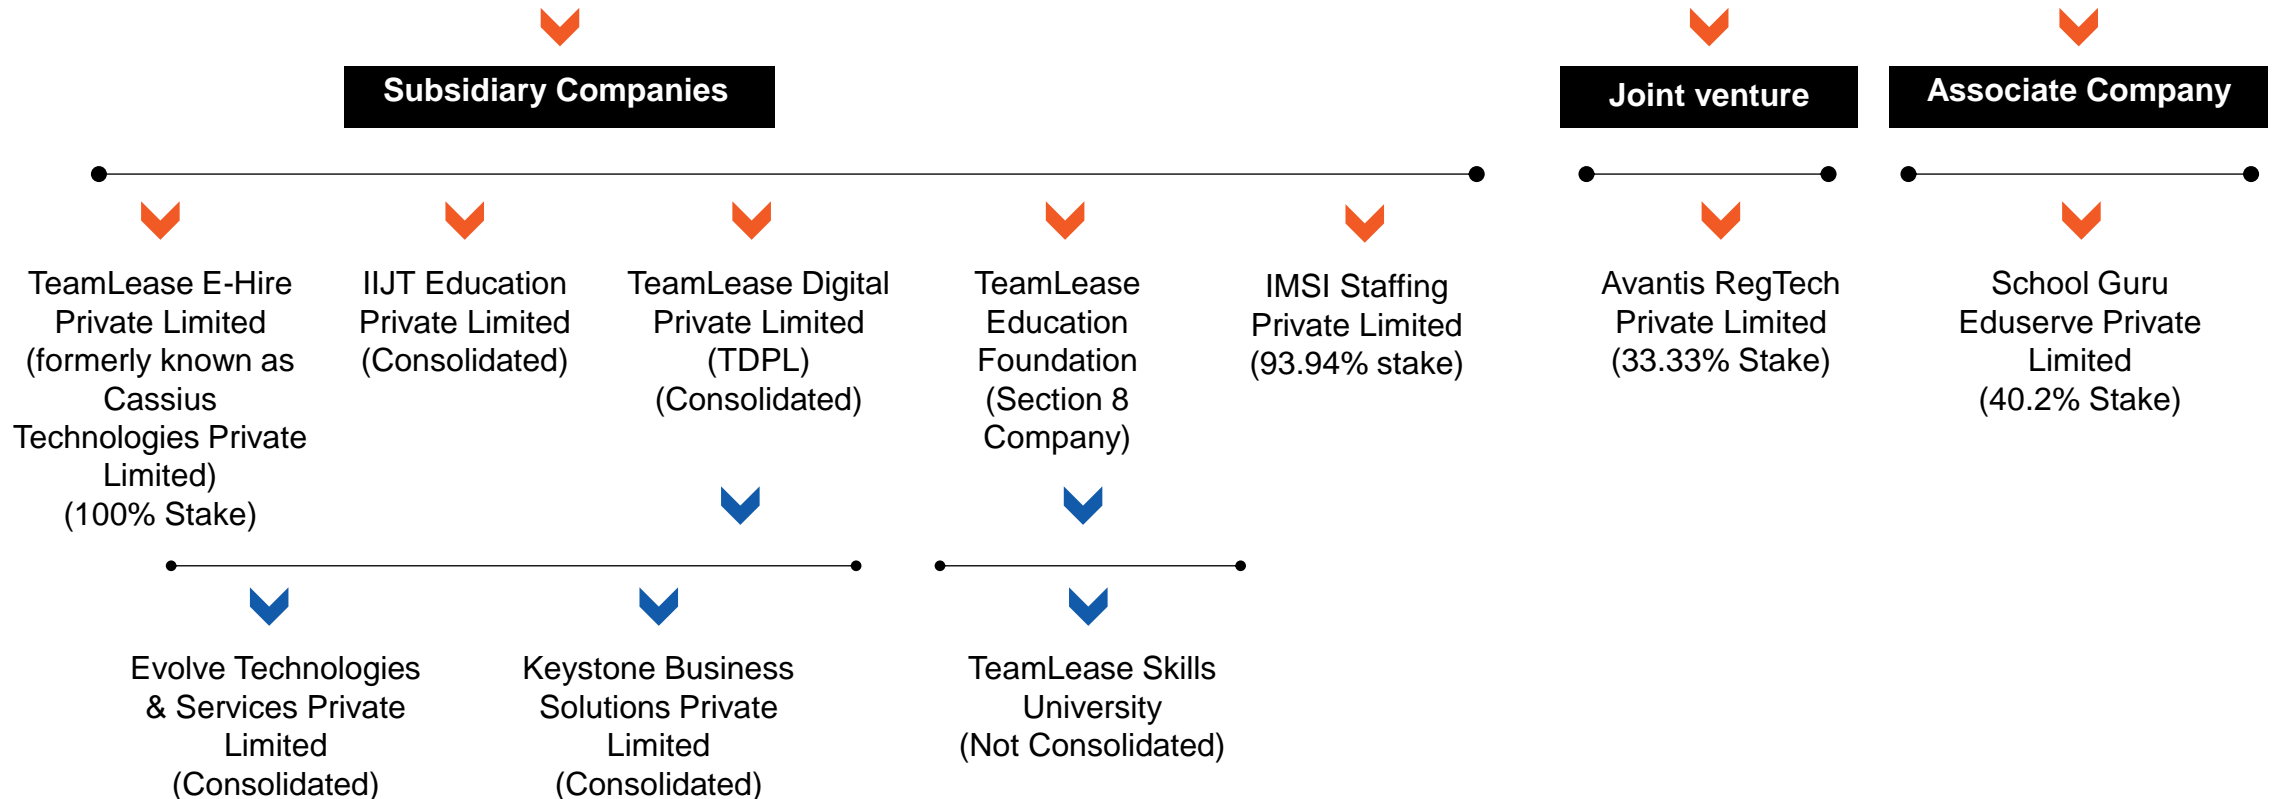 Subsidiary Companies
Joint venture
Associate Company
TeamLease E-Hire
Private Limited
(formerly known as
Cassius
Technologies Private
Limited)
(100% Stake)
IIJT Education
Private Limited
(Consolidated)
TeamLease Digital
Private Limited
(TDPL)
(Consolidated)
TeamLease
Education
Foundation
(Section 8
Company)
IMSI Staffing
Private Limited
(93.94% stake)
Avantis RegTech
Private Limited
(33.33% Stake)
School Guru
Eduserve Private
Limited
(40.2% Stake)
Evolve Technologies
& Services Private
Limited
(Consolidated)
Keystone Business
Solutions Private
Limited
(Consolidated)
TeamLease Skills
University
(Not Consolidated)